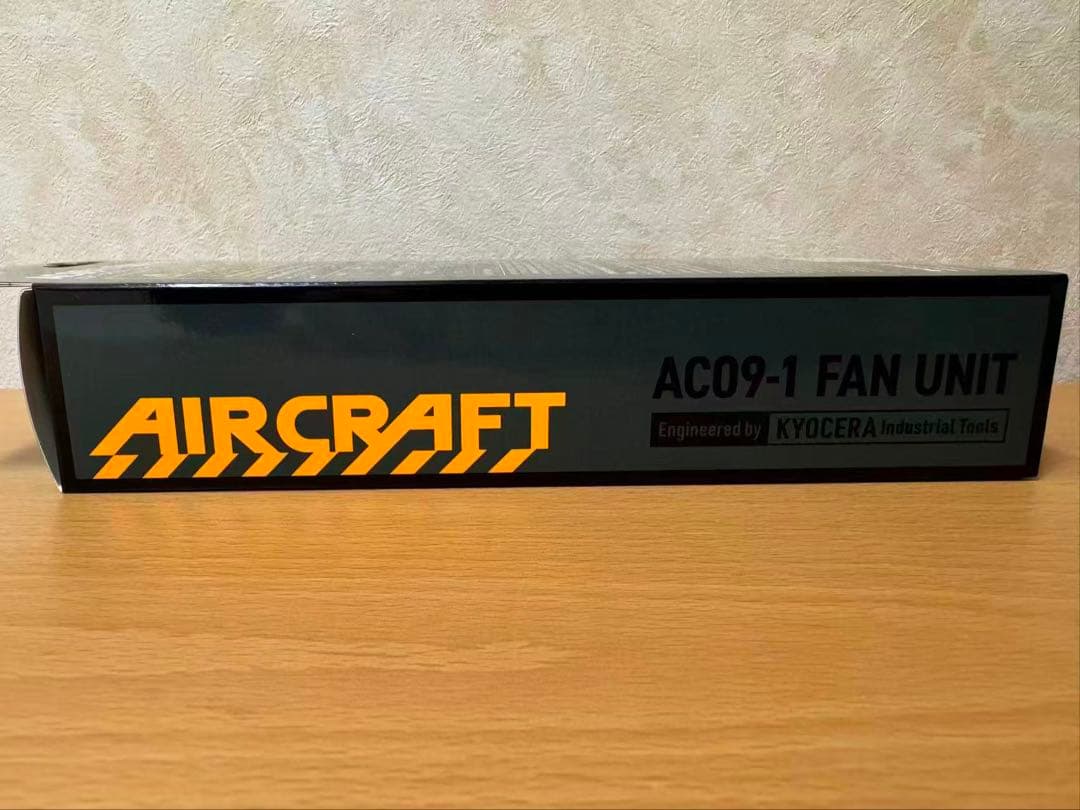 AIRCRAFT
AC09-1 FAN UNIT
Engineered by KYOCERA Industrial Tools